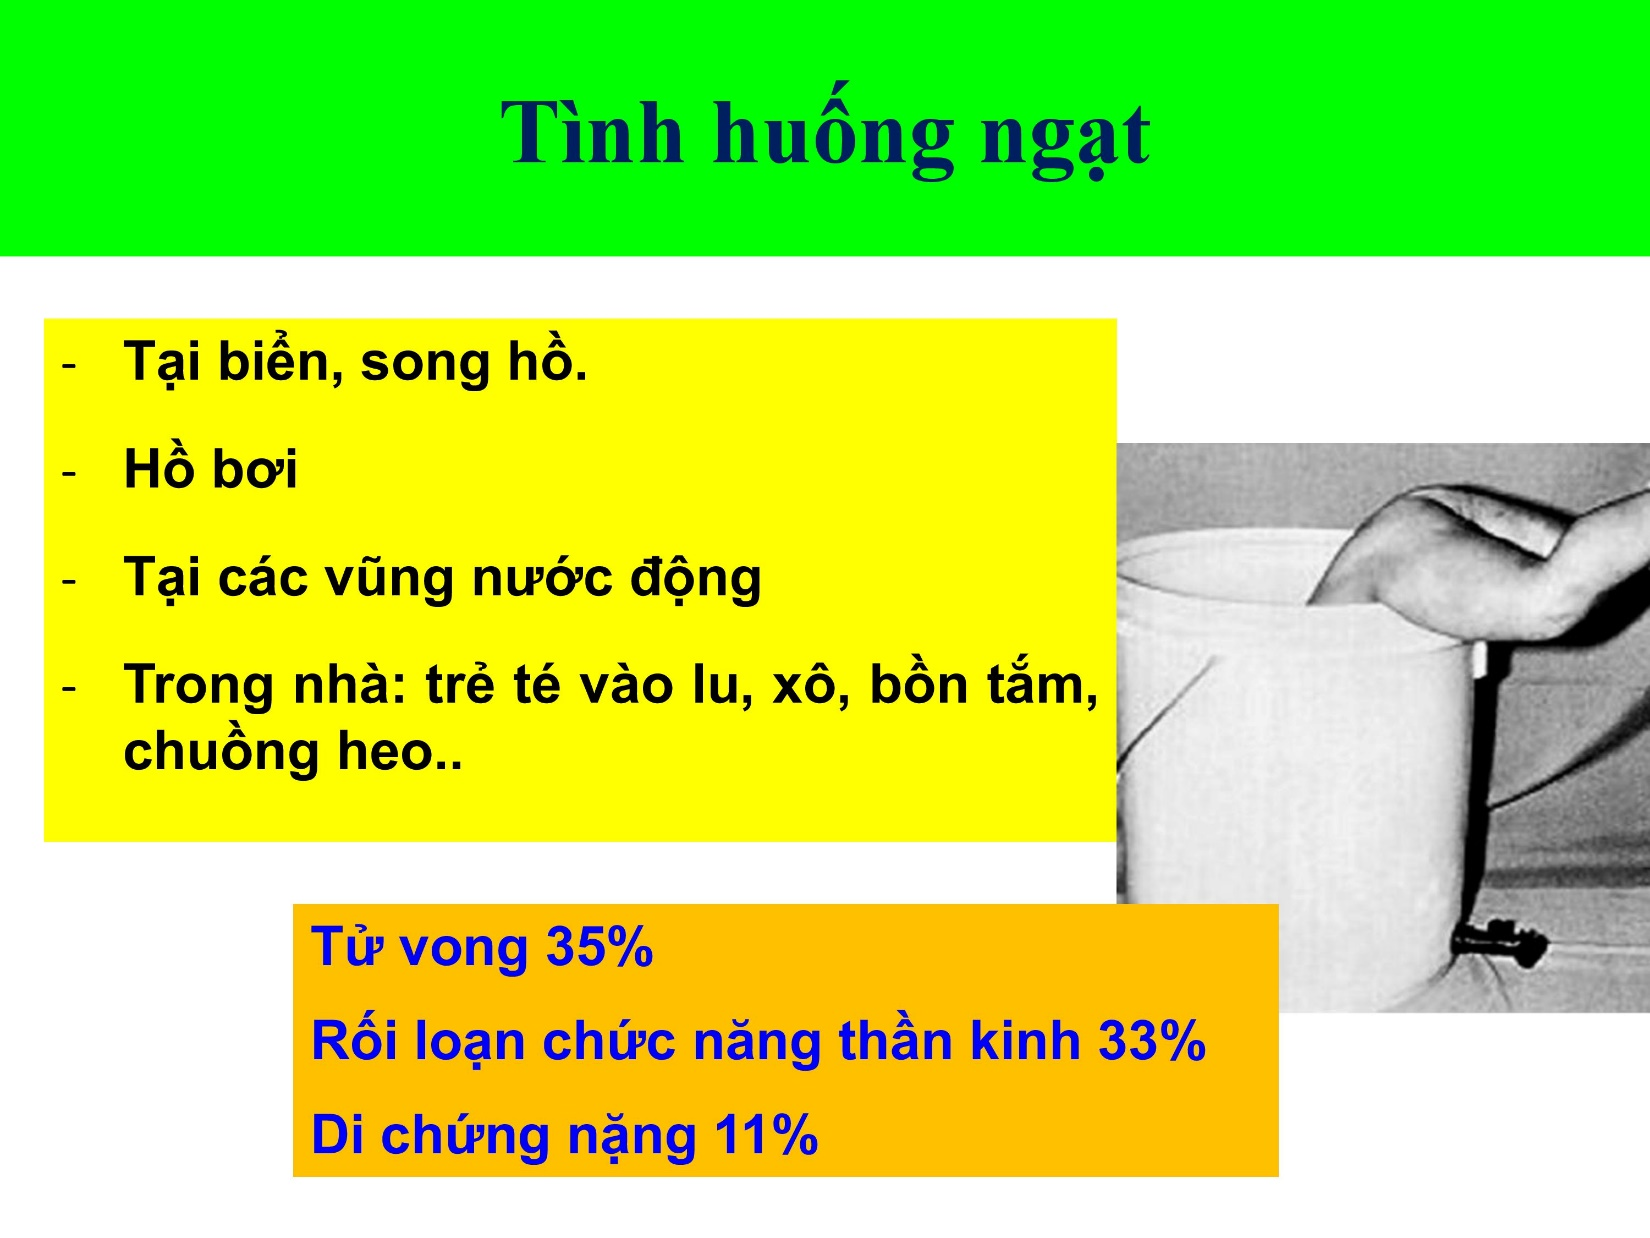 Tình huống ngạt
- Tại biển, song hồ.
- Hồ bơi
- Tại các vũng nước động
- Trong nhà: trẻ té vào lu, xô, bồn tắm,
chuồng heo..
Tử vong 35%
Rối loạn chức năng thần kinh 33%
Di chứng nặng 11%